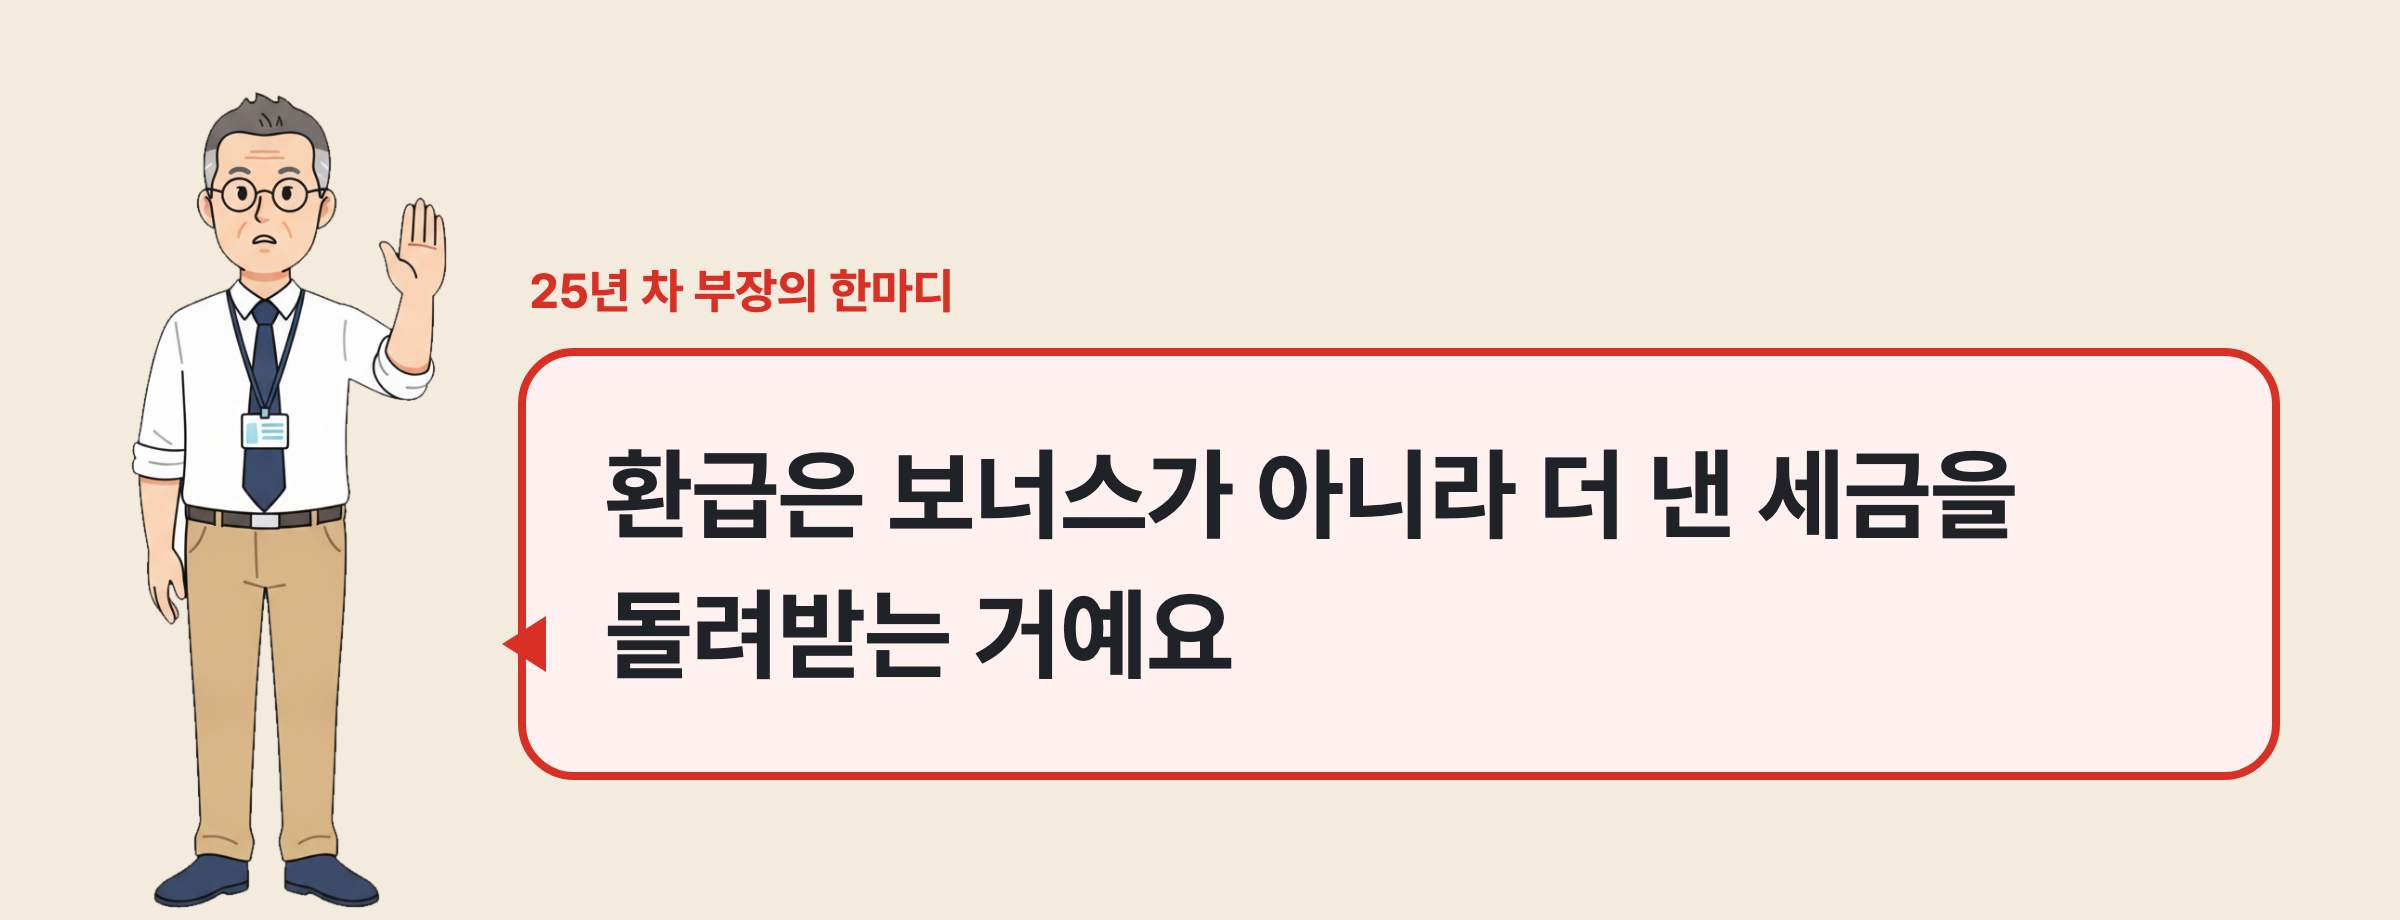 25년 차 부장의 한마디
환급은 보너스가 아니라 더 낸 세금을
돌려받는 거예요